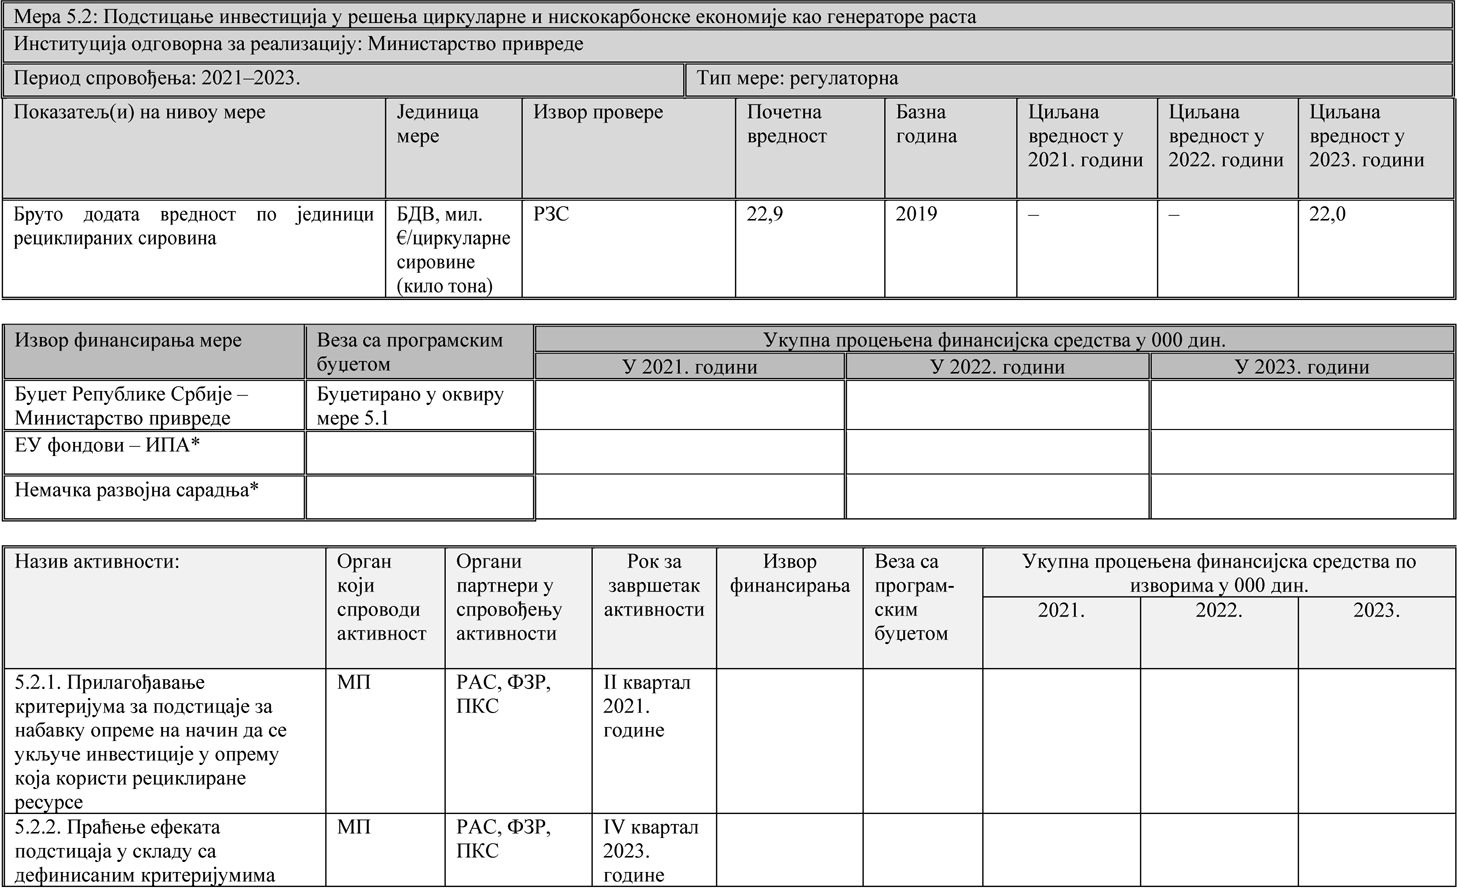 Мера 5.2: Подстицање инвестиција у решења циркуларне и нискокарбонске економије као генераторе раста
Институција одговорна за реализацију: Министарство привреде
Период спровођења: 2021–2023.
Тип мере: регулаторна
Показатељ(и) на нивоу мере
Јединица
мере
Извор провере
Почетна
вредност
Базна
година
Циљана
вредност у
2021. години
Циљана
вредност у
2022. години
Циљана
вредност у
2023. години
Бруто додата вредност по јединици
рециклираних сировина
БДВ, мил.
€/циркуларне
сировине
(кило тона)
РЗС
22,9
2019
–
–
22,0
Извор финансирања мере
Веза са програмским
буџетом
Укупна процењена финансијска средства у 000 дин.
У 2021. години
У 2022. години
У 2023. години
Буџет Републике Србије –
Министарство привреде
Буџетирано у оквиру
мере 5.1
ЕУ фондови – ИПА*
Немачка развојна сарадња*
Назив активности:
Орган
који
спроводи
активност
Органи
партнери у
спровођењу
активности
Рок за
завршетак
активности
Извор
финансирања
Веза са
програм-
ским
буџетом
Укупна процењена финансијска средства по
изворима у 000 дин.
2021.
2022.
2023.
5.2.1. Прилагођавање
критеријума за подстицаје за
набавку опреме на начин да се
укључе инвестиције у опрему
која користи рециклиране
ресурсе
МП
РАС, ФЗР,
ПКС
II квартал
2021.
године
5.2.2. Праћење ефеката
подстицаја у складу са
дефинисаним критеријумима
МП
РАС, ФЗР,
ПКС
IV квартал
2023.
године